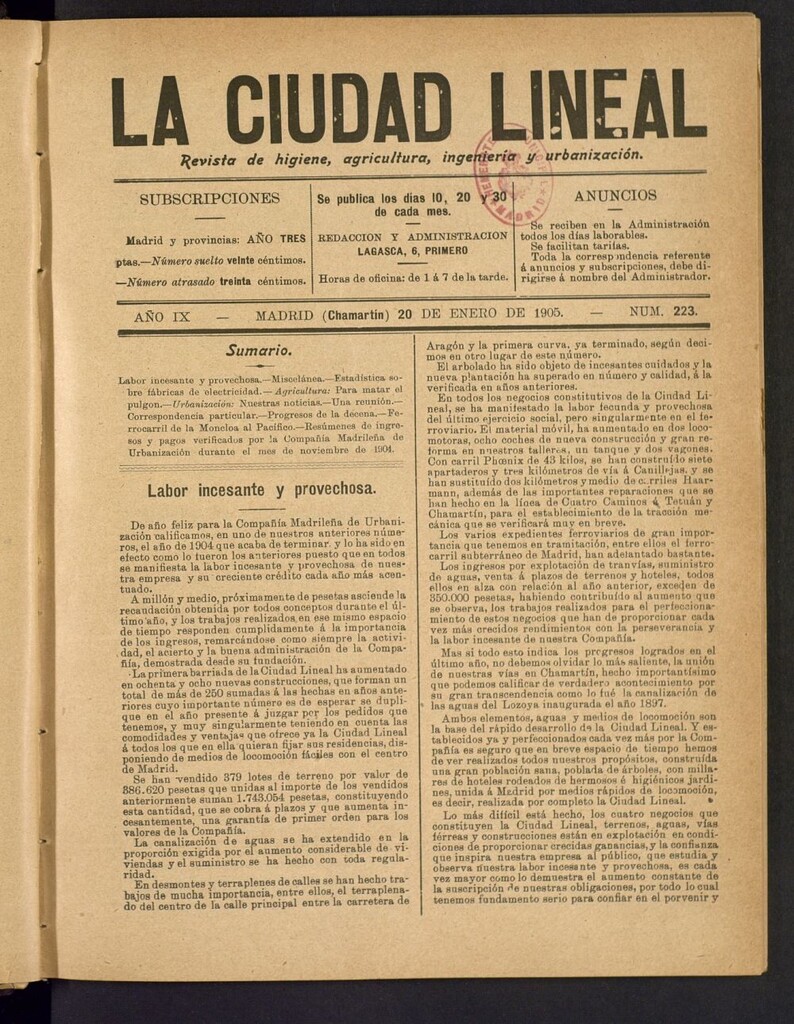 LA CIUDAD LINEAL
Revista de higiene, agricultura, ingeniería y urbanización.
SUBSCRIPCIONES
Madrid y provincias: AÑO TRES
ptas.—Número suelto veinte céntimos.
—Número atrasado treinta céntimos.
Se publica los dias 10, 20 y 30
de cada mes.
REDACCION Y ADMINISTRACION
LAGASCA, 6, PRIMERO
Horas de oficina: de 1 á 7 de la tarde.
ANUNCIOS
Se reciben en la Administración
todos los días laborables.
Se facilitan tarifas.
Toda la correspondencia referente
á anuncios y subscripciones, debe di-
rigirse á nombre del Administrador.
AÑO IX — MADRID (Chamartín) 20 DE ENERO DE 1905. — NUM. 223.
Sumario.
Labor incesante y provechosa.—Miscelánea.—Estadística so-
bre fábricas de electricidad.—Agricultura: Para matar el
pulgon.—Urbanización: Nuestras noticias.—Una reunión.—
Correspondencia particular.—Progresos de la decena.—Fe-
rrocarril de la Moncloa al Pacífico.—Resúmenes de ingre-
sos y pagos verificados por la Compañía Madrileña de
Urbanización durante el mes de noviembre de 1904.
Labor incesante y provechosa.
De año feliz para la Compañía Madrileña de Urbani-
zación calificamos, en uno de nuestros anteriores núme-
ros, el año de 1904 que acaba de terminar, y lo ha sido en
efecto como lo fueron los anteriores puesto que en todos
se manifiesta la labor incesante y provechosa de nues-
tra empresa y su creciente crédito cada año más acen-
tuado.
A millón y medio, próximamente de pesetas asciende la
recaudación obtenida por todos conceptos durante el úl-
timo año, y los trabajos realizados en ese mismo espacio
de tiempo responden cumplidamente á la importancia
de los ingresos, remarcándose como siempre la activi-
dad, el acierto y la buena administración de la Compa-
ñía, demostrada desde su fundación.
La primera barriada de la Ciudad Lineal ha aumentado
en ochenta y ocho nuevas construcciones, que forman un
total de más de 250 sumadas á las hechas en años ante-
riores cuyo importante número es de esperar se dupli-
que en el año presente á juzgar por los pedidos que
tenemos, y muy singularmente teniendo en cuenta las
comodidades y ventajas que ofrece ya la Ciudad Lineal
á todos los que en ella quieran fijar sus residencias, dis-
poniendo de medios de locomoción fáciles con el centro
de Madrid.
Se han vendido 379 lotes de terreno por valor de
386.620 pesetas que unidas al importe de los vendidos
anteriormente suman 1.743.054 pesetas, constituyendo
esta cantidad, que se cobra á plazos y que aumenta in-
cesantemente, una garantía de primer orden para los
valores de la Compañía.
La canalización de aguas se ha extendido en la
proporción exigida por el aumento considerable de vi-
viendas y el suministro se ha hecho con toda regula-
ridad.
En desmontes y terraplenes de calles se han hecho tra-
bajos de mucha importancia, entre ellos, el terraplena-
do del centro de la calle principal entre la carretera de
Aragón y la primera curva, ya terminado, según deci-
mos en otro lugar de este número.
El arbolado ha sido objeto de incesantes cuidados y la
nueva plantación ha superado en número y calidad, á la
verificada en años anteriores.
En todos los negocios constitutivos de la Ciudad Li-
neal, se ha manifestado la labor fecunda y provechosa
del último ejercicio social, pero singularmente en el fe-
rroviario. El material móvil, ha aumentado en dos loco-
motoras, ocho coches de nueva construcción y gran re-
forma en nuestros talleres, un tanque y dos vagones.
Con carril Phœnix de 43 kilos, se han construido siete
apartaderos y tres kilómetros de vía á Canillejas, y se
han sustituido dos kilómetros y medio de carriles Haar-
mann, además de las importantes reparaciones que se
han hecho en la línea de Cuatro Caminos á Tetuán y
Chamartín, para el establecimiento de la tracción me-
cánica que se verificará muy en breve.
Los varios expedientes ferroviarios de gran impor-
tancia que tenemos en tramitación, entre ellos el ferro-
carril subterráneo de Madrid, han adelantado bastante.
Los ingresos por explotación de tranvías, suministro
de aguas, venta á plazos de terrenos y hoteles, todos
ellos en alza con relación al año anterior, exceden de
350.000 pesetas, habiendo contribuído al aumento que
se observa, los trabajos realizados para el perfecciona-
miento de estos negocios que han de proporcionar cada
vez más crecidos rendimientos con la perseverancia y
la labor incesante de nuestra Compañía.
Mas si todo esto indica los progresos logrados en el
último año, no debemos olvidar lo más saliente, la unión
de nuestras vías en Chamartín, hecho importantísimo
que podemos calificar de verdadero acontecimiento por
su gran transcendencia como lo fué la canalización de
las aguas del Lozoya inaugurada el año 1897.
Ambos elementos, aguas y medios de locomoción son
la base del rápido desarrollo de la Ciudad Lineal. Y es-
tablecidos ya y perfeccionados cada vez más por la Com-
pañía es seguro que en breve espacio de tiempo hemos
de ver realizados todos nuestros propósitos, construída
una gran población sana, poblada de árboles, con milla-
res de hoteles rodeados de hermosos é higiénicos jardi-
nes, unida á Madrid por medios rápidos de locomoción,
es decir, realizada por completo la Ciudad Lineal.
Lo más difícil está hecho, los cuatro negocios que
constituyen la Ciudad Lineal, terrenos, aguas, vías
férreas y construcciones están en explotación en condi-
ciones de proporcionar crecidas ganancias, y la confianza
que inspira nuestra empresa al público, que estudia y
observa nuestra labor incesante y provechosa, es cada
vez mayor como lo demuestra el aumento constante de
la suscripción de nuestras obligaciones, por todo lo cual
tenemos fundamento serio para confiar en el porvenir y
MADRID